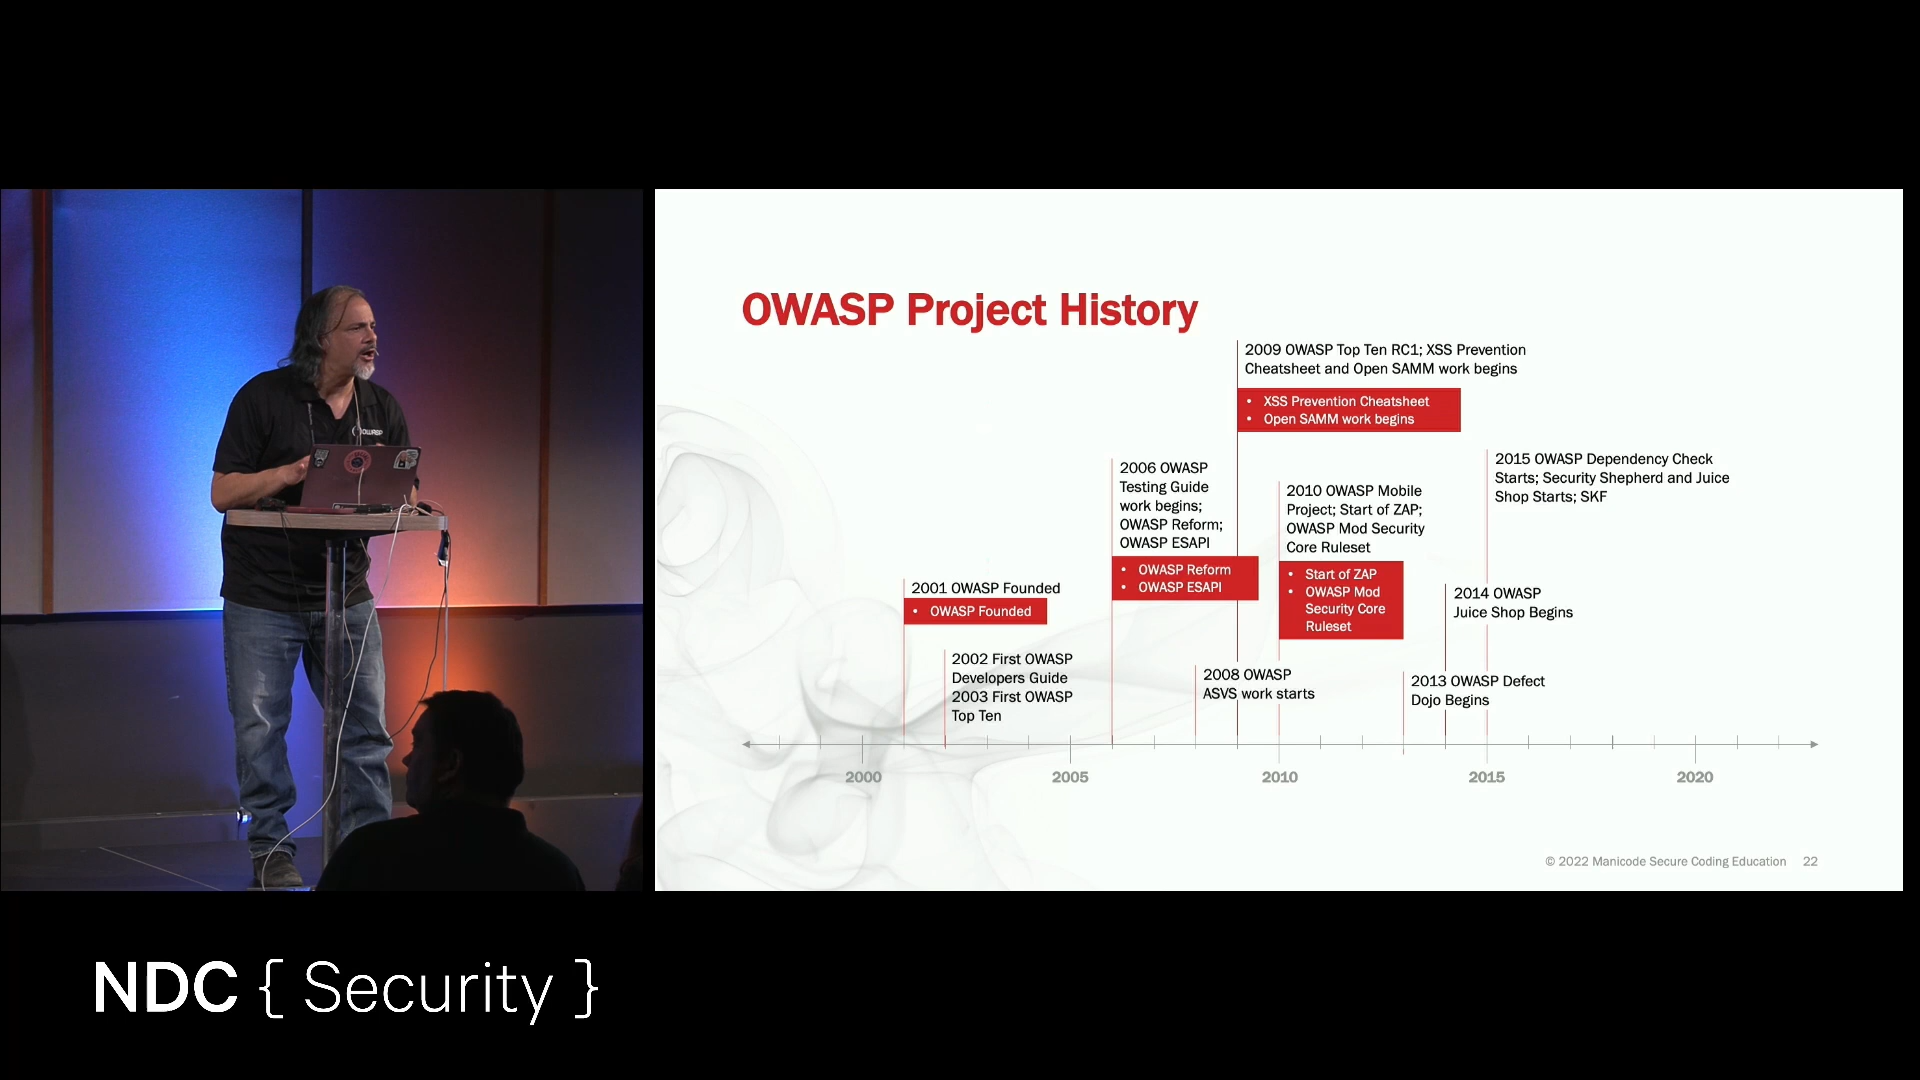 OWASP
OWASP Project History
2009 OWASP Top Ten RC1; XSS Prevention
Cheatsheet and Open SAMM work begins
• XSS Prevention Cheatsheet
• Open SAMM work begins
2006 OWASP
Testing Guide
work begins;
OWASP Reform;
OWASP ESAPI
• OWASP Reform
• OWASP ESAPI
2010 OWASP Mobile
Project; Start of ZAP;
OWASP Mod Security
Core Ruleset
• Start of ZAP
• OWASP Mod
Security Core
Ruleset
2015 OWASP Dependency Check
Starts; Security Shepherd and Juice
Shop Starts; SKF
2001 OWASP Founded
• OWASP Founded
2014 OWASP
Juice Shop Begins
2002 First OWASP
Developers Guide
2003 First OWASP
Top Ten
2008 OWASP
ASVS work starts
2013 OWASP Defect
Dojo Begins
2000 2005 2010 2015 2020
© 2022 Manicode Secure Coding Education 22
NDC { Security }